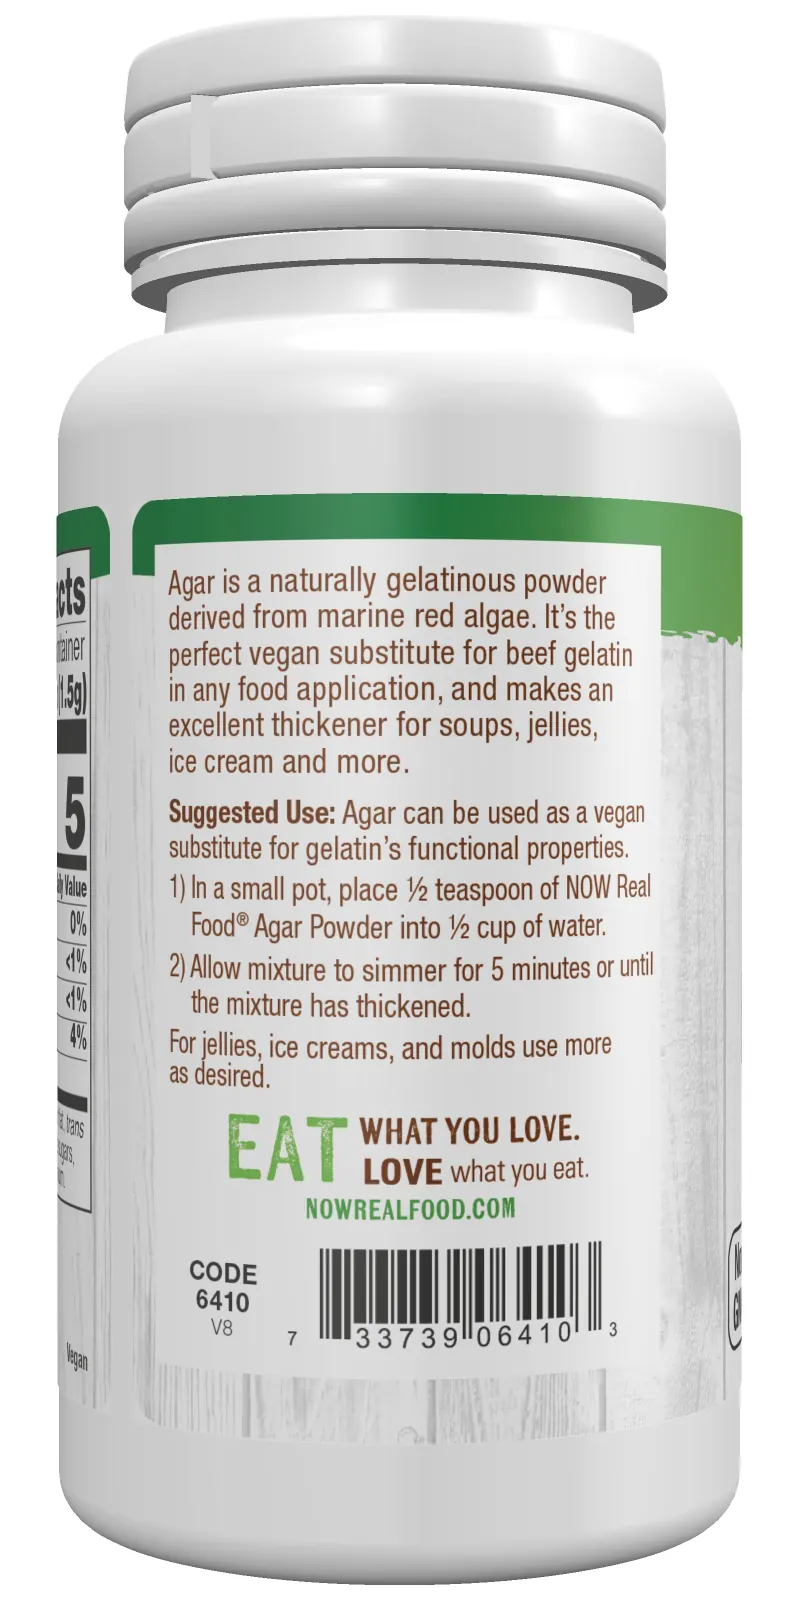 cts
ntainer
(1.5g)
5
ly Value
0%
<1%
<1%
4%
fat, trans
Vegan
Agar is a naturally gelatinous powder
derived from marine red algae. It’s the
perfect vegan substitute for beef gelatin
in any food application, and makes an
excellent thickener for soups, jellies,
ice cream and more.
Suggested Use: Agar can be used as a vegan
substitute for gelatin’s functional properties.
1) In a small pot, place ½ teaspoon of NOW Real
Food® Agar Powder into ½ cup of water.
2) Allow mixture to simmer for 5 minutes or until
the mixture has thickened.
For jellies, ice creams, and molds use more
as desired.
EAT WHAT YOU LOVE.
LOVE what you eat.
NOWREALFOOD.COM
CODE
6410
V8
7 33739 06410 3